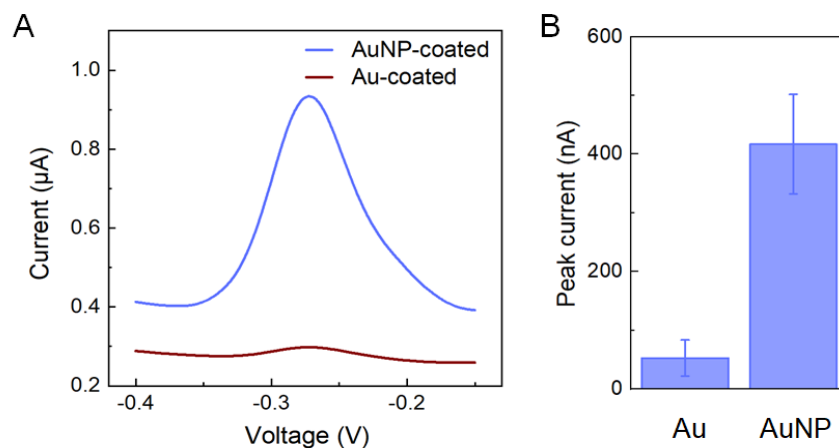 A
AuNP-coated
Au-coated
Current (μA)
1.0
0.8
0.6
0.4
0.2
-0.4
-0.3
-0.2
Voltage (V)
B
Peak current (nA)
600
400
200
0
Au
AuNP